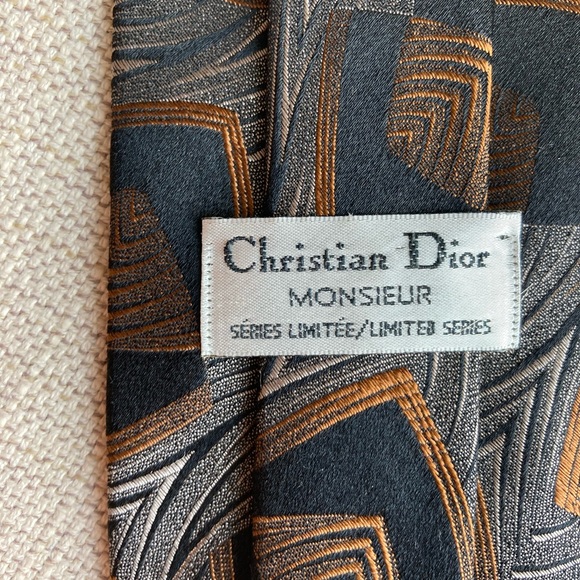 Christian Dior
MONSIEUR
SÉRIES LIMITÉE/LIMITED SERIES